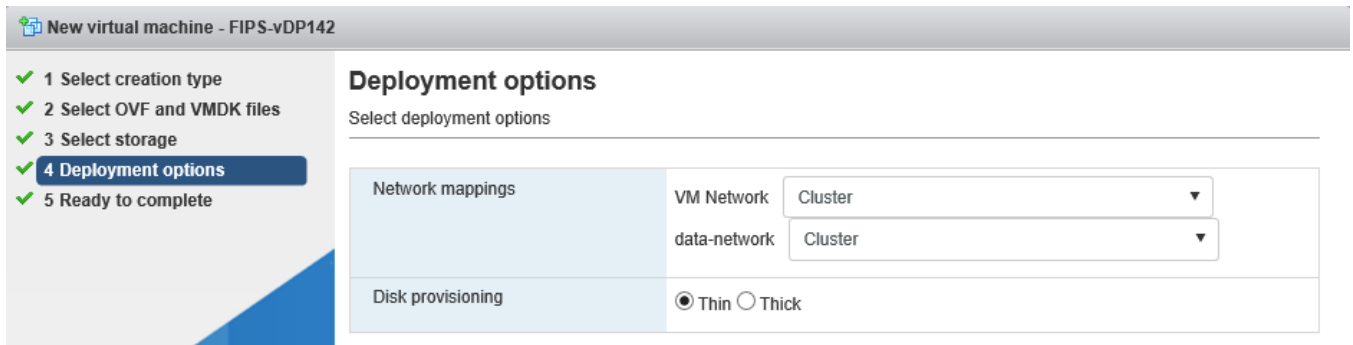 New virtual machine - FIPS-vDP142
1 Select creation type
2 Select OVF and VMDK files
3 Select storage
4 Deployment options
5 Ready to complete
Deployment options
Select deployment options
Network mappings
VM Network Cluster
data-network Cluster
Disk provisioning
Thin Thick